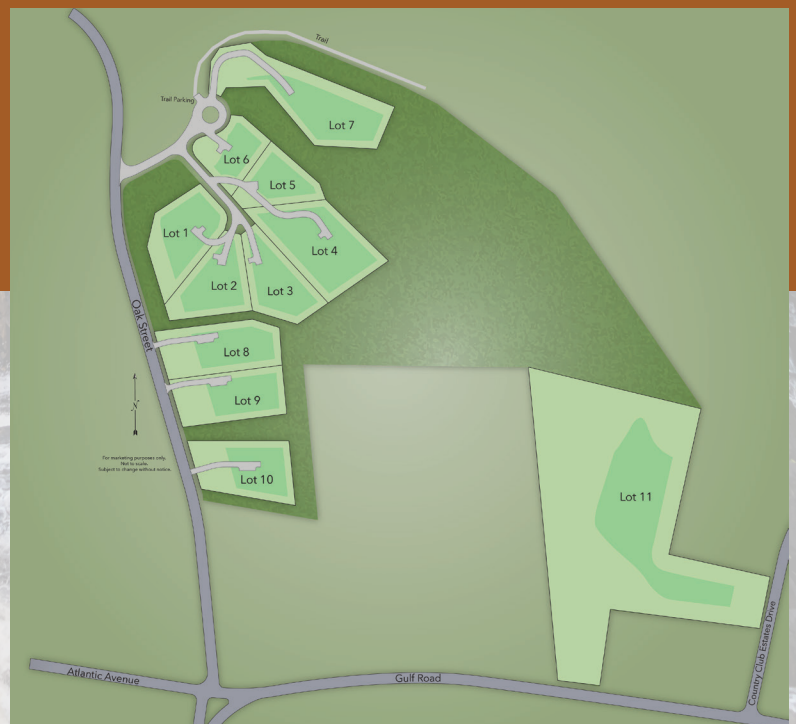 Trail
Trail Parking
Lot 7
Lot 6
Lot 5
Lot 1
Lot 4
Lot 2
Lot 3
Oak Street
Lot 8
Lot 9
N
For marketing purposes only.
Not to scale.
Subject to change without notice.
Lot 10
Lot 11
Country Club Estates Drive
Atlantic Avenue
Gulf Road